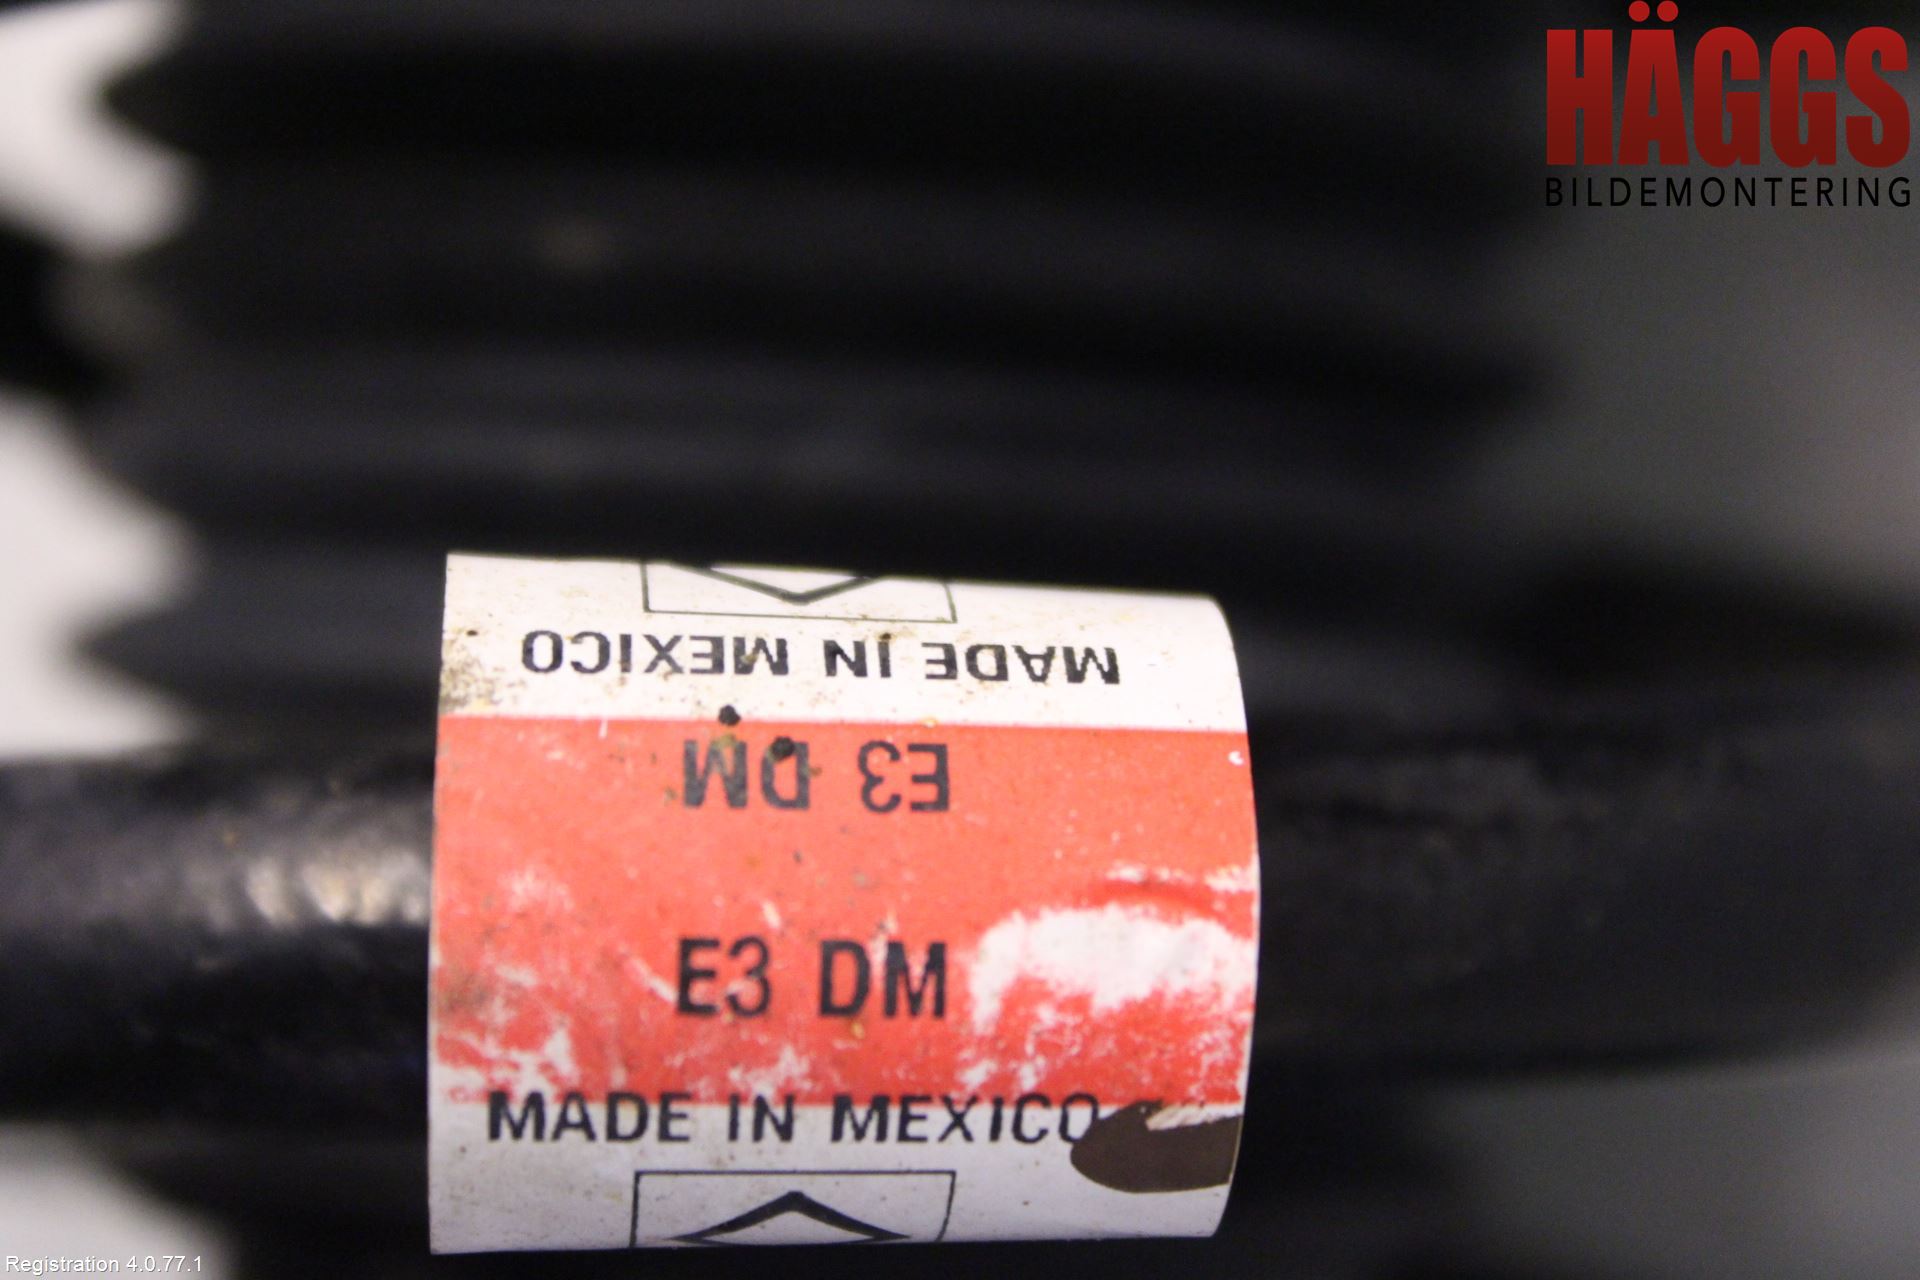 HÄGGS
BILDEMONTERING
MADE IN MEXICO
E3 DM
E3 DM
MADE IN MEXICO
Registration 4.0.77.1